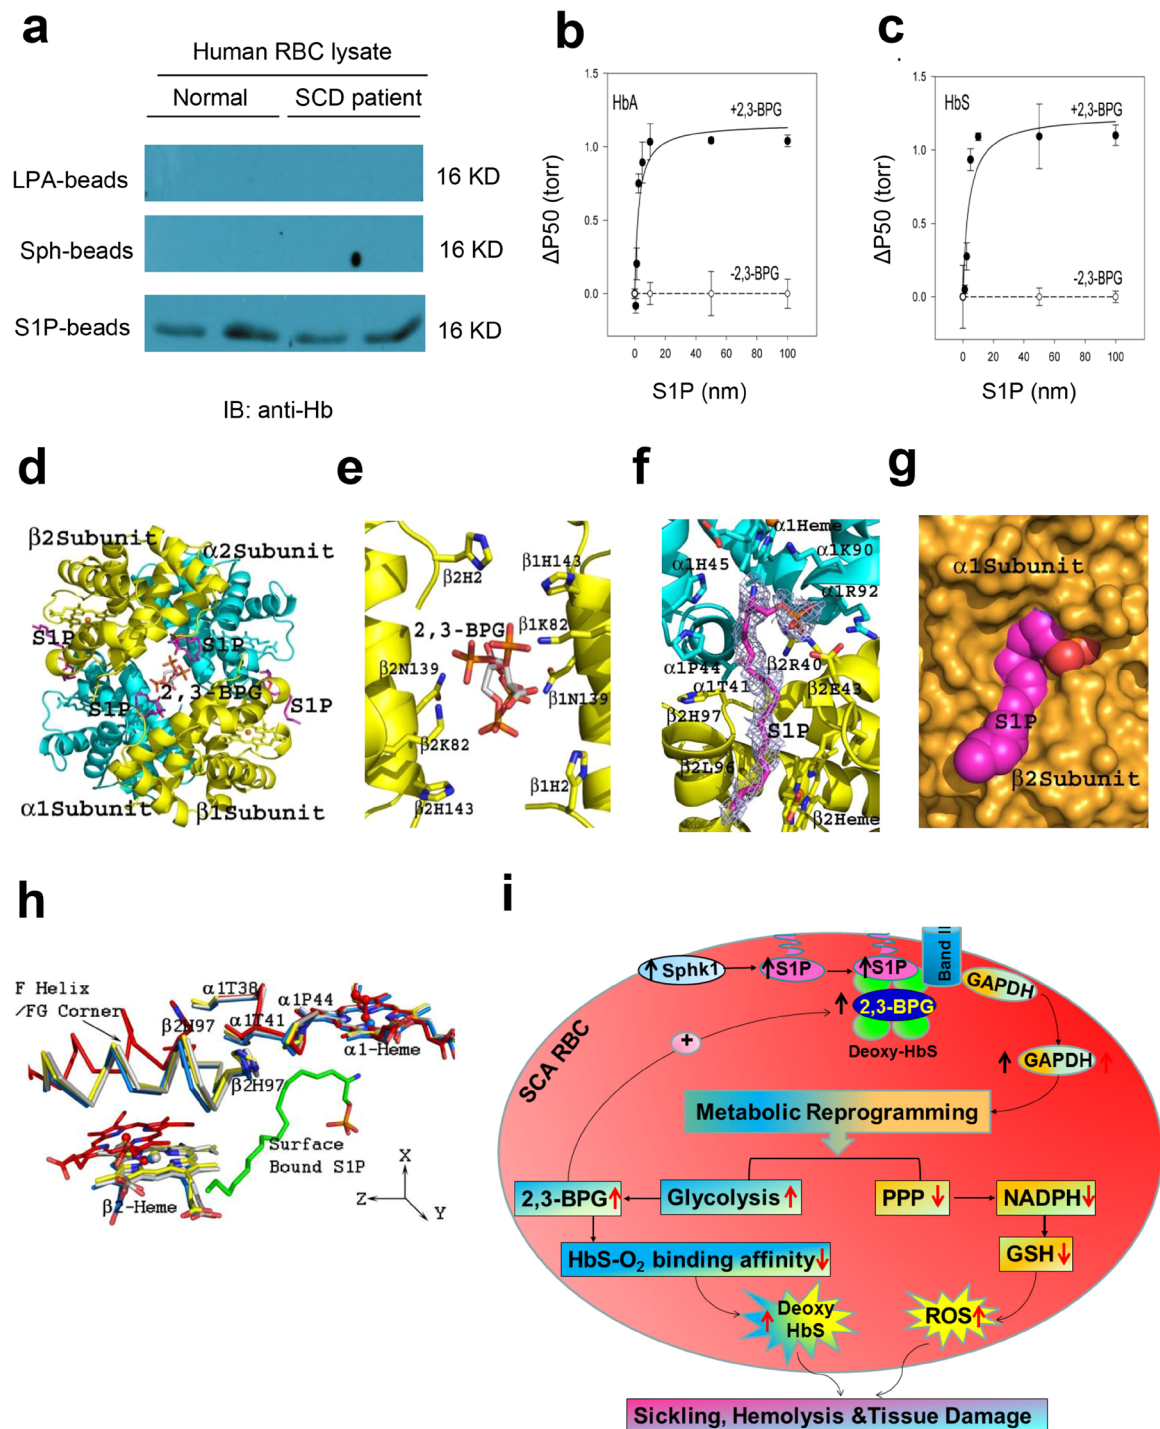 a
Human RBC lysate
Normal SCD patient
LPA-beads 16 KD
Sph-beads 16 KD
S1P-beads 16 KD
IB: anti-Hb
b
1.5
1.0
0.5
0.0
HbA
+2,3-BPG
-2,3-BPG
ΔP50 (torr)
0 20 40 60 80 100
S1P (nm)
c
1.5
1.0
0.5
0.0
HbS
+2,3-BPG
-2,3-BPG
ΔP50 (torr)
0 20 40 60 80 100
S1P (nm)
d
β2Subunit
α2Subunit
S1P
S1P
2,3-BPG
S1P
S1P
α1Subunit
β1Subunit
e
β2H2
β1H143
2,3-BPG
β1K82
β2N139
β1N139
β2K82
β1H2
β2H143
f
α1Heme
α1K90
α1H45
α1R92
α1P44
β2R40
α1T41
β2E43
β2H97
S1P
β2L96
β2Heme
g
α1Subunit
S1P
β2Subunit
h
F Helix
/FG Corner
α1T38
α1P44
β2H97
α1T41
α1-Heme
β2H97
Surface
Bound S1P
β2-Heme
X
Z
Y
i
SCA RBC
Sphk1
S1P
S1P
Band II
GAPDH
2,3-BPG
Deoxy-HbS
+
GAPDH
Metabolic Reprogramming
2,3-BPG
Glycolysis
PPP
NADPH
HbS-O₂ binding affinity
GSH
Deoxy
HbS
ROS
Sickling, Hemolysis &Tissue Damage